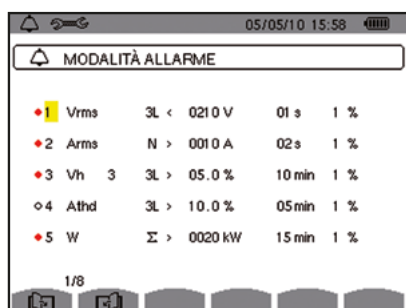 05/05/10 15:58
MODALITÀ ALLARME
1 Vrms 3L < 0210 V 01 s 1 %
2 Arms N > 0010 A 02 s 1 %
3 Vh 3 3L > 05.0 % 10 min 1 %
4 Athd 3L > 10.0 % 05 min 1 %
5 W Σ > 0020 kW 15 min 1 %
1/8